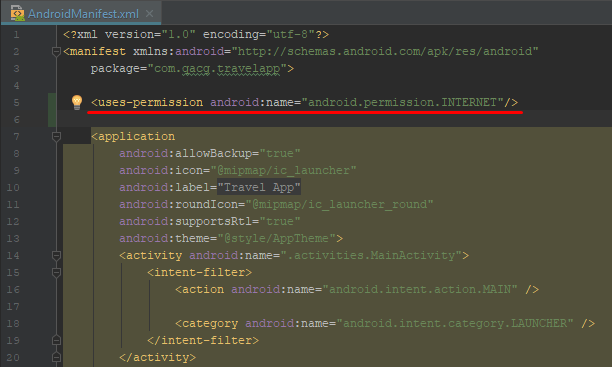 AndroidManifest.xml ×
1 <?xml version="1.0" encoding="utf-8"?>
2 <manifest xmlns:android="http://schemas.android.com/apk/res/android"
3 package="com.gacg.travelapp">
4
5 <uses-permission android:name="android.permission.INTERNET"/>
6
7 <application
8 android:allowBackup="true"
9 android:icon="@mipmap/ic_launcher"
10 android:label="Travel App"
11 android:roundIcon="@mipmap/ic_launcher_round"
12 android:supportsRtl="true"
13 android:theme="@style/AppTheme">
14 <activity android:name=".activities.MainActivity">
15 <intent-filter>
16 <action android:name="android.intent.action.MAIN" />
17
18 <category android:name="android.intent.category.LAUNCHER" />
19 </intent-filter>
20 </activity>